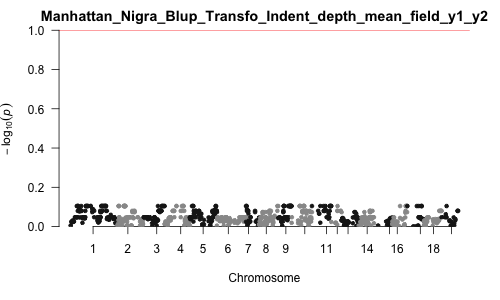 Manhattan_Nigra_Blup_Transfo_Indent_depth_mean_field_y1_y2
1.0
0.8
0.6
0.4
0.2
0.0
− log10(p)
1 2 3 4 5 6 7 8 9 11 14 16 18
Chromosome